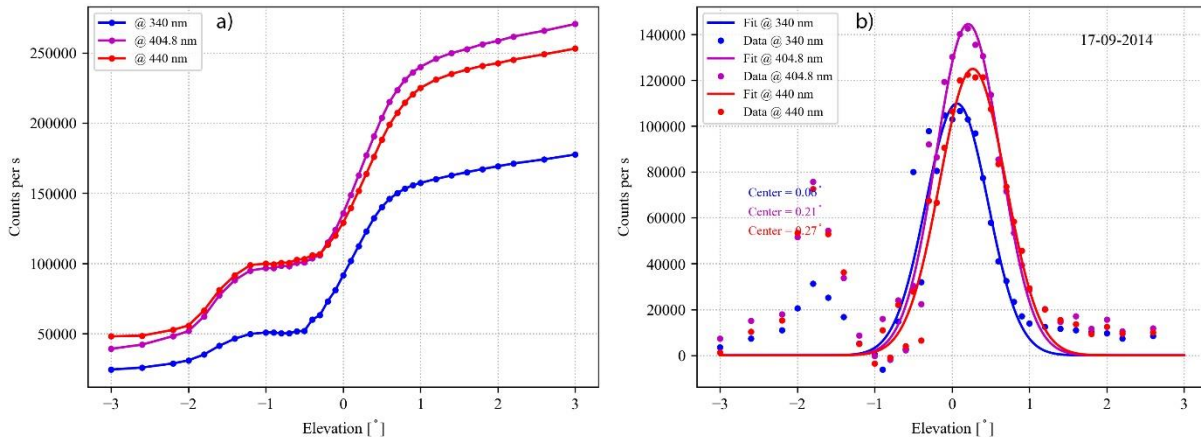 @ 340 nm
@ 404.8 nm
@ 440 nm
a)
250000
200000
150000
100000
50000
Counts per s
−3 −2 −1 0 1 2 3
Elevation [°]
b)
17-09-2014
Fit @ 340 nm
Data @ 340 nm
Fit @ 404.8 nm
Data @ 404.8 nm
Fit @ 440 nm
Data @ 440 nm
Center = 0.06°
Center = 0.21°
Center = 0.27°
140000
120000
100000
80000
60000
40000
20000
0
Counts per s
−3 −2 −1 0 1 2 3
Elevation [°]